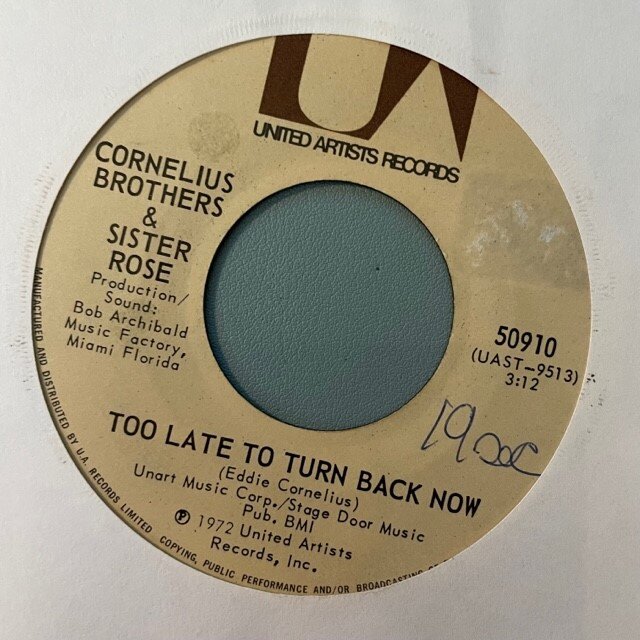 UA
UNITED ARTISTS RECORDS
CORNELIUS
BROTHERS
&
SISTER
ROSE
Production/
Sound:
Bob Archibald
Music Factory,
Miami Florida
50910
(UAST-9513)
3:12
TOO LATE TO TURN BACK NOW
(Eddie Cornelius)
Unart Music Corp./Stage Door Music
Pub. BMI
℗ 1972 United Artists
Records, Inc.
MANUFACTURED AND DISTRIBUTED BY U.A. RECORDS LIMITED COPYING, PUBLIC PERFORMANCE AND/OR BROADCASTING